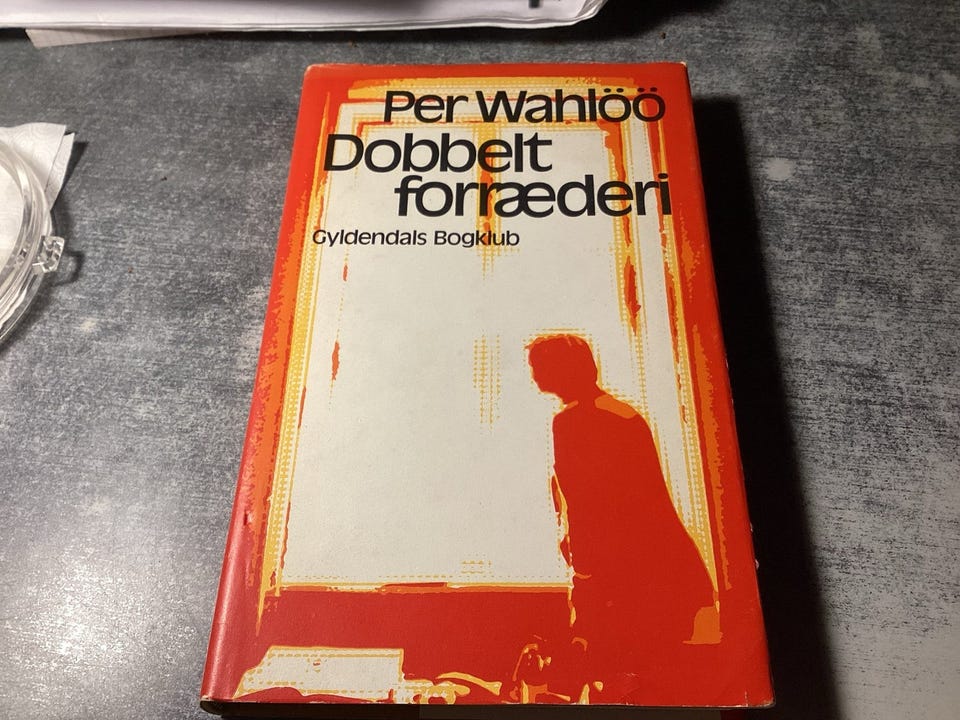 Per Wahlöö
Dobbelt
forræderi
Gyldendals Bogklub